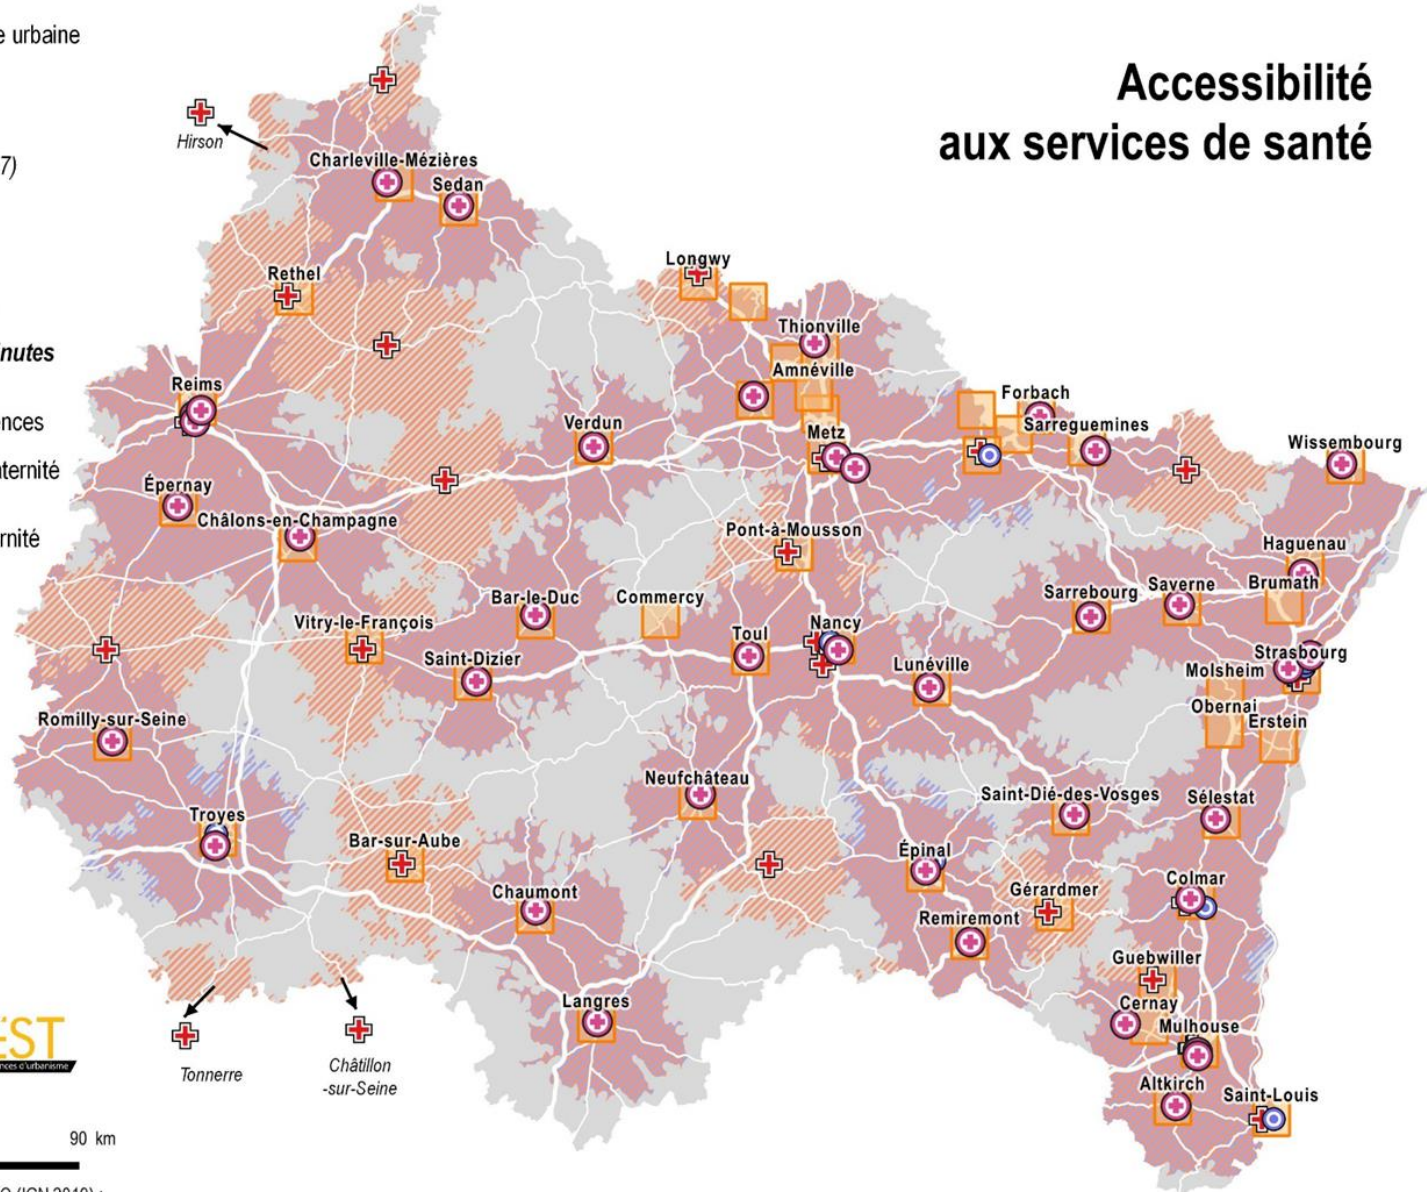 e urbaine
Accessibilité
aux services de santé
Hirson
7)
Charleville-Mézières
Sedan
Rethel
Longwy
Thionville
nutes
Amnéville
Reims
Forbach
ences
Verdun
Sarreguemines
Metz
Wissembourg
aternité
Épernay
Châlons-en-Champagne
Pont-à-Mousson
rnité
Haguenau
Brumath
Saverne
Sarrebourg
Bar-le-Duc
Commercy
Vitry-le-François
Toul
Nancy
Strasbourg
Saint-Dizier
Lunéville
Molsheim
Obernai
Erstein
Romilly-sur-Seine
Neufchâteau
Saint-Dié-des-Vosges
Sélestat
Troyes
Bar-sur-Aube
Épinal
Colmar
Chaumont
Gérardmer
Remiremont
Guebwiller
Langres
Cernay
Mulhouse
EST
nces d'urbanisme
Tonnerre
Châtillon
-sur-Seine
Altkirch
Saint-Louis
90 km